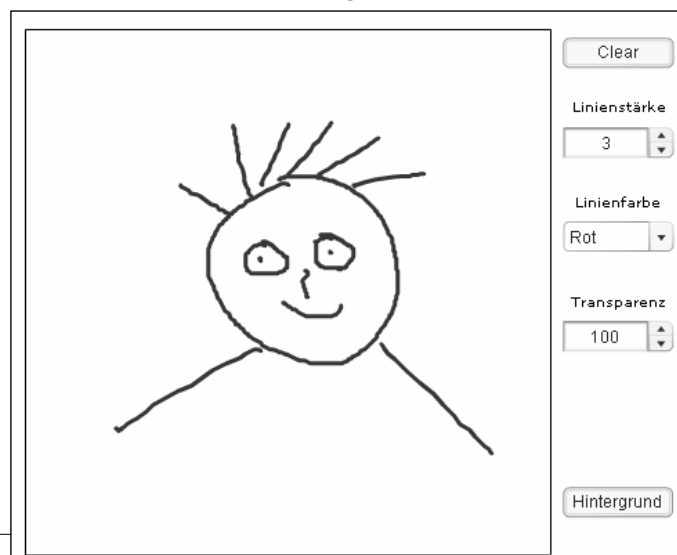 Clear
Linienstärke
3
Linienfarbe
Rot
Transparenz
100
Hintergrund